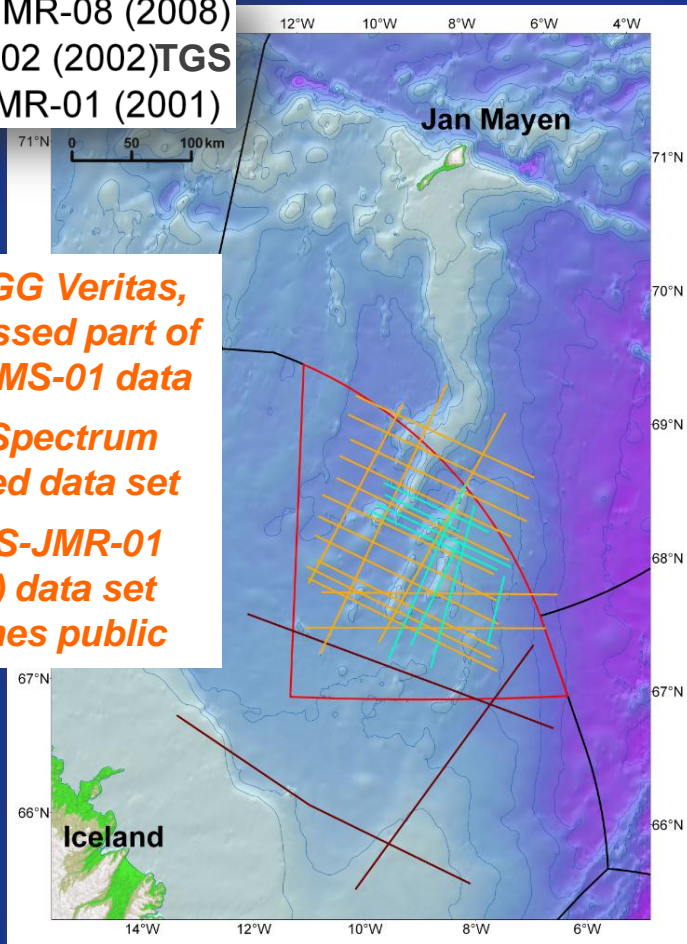 MR-08 (2008)
02 (2002)TGS
MR-01 (2001)
12°W 10°W 8°W 6°W 4°W
Jan Mayen
71°N 0 50 100 km 71°N
70°N
GG Veritas,
ssed part of
MS-01 data
69°N
Spectrum
ed data set
S-JMR-01
) data set
nes public
68°N
67°N 67°N
66°N 66°N
Iceland
14°W 12°W 10°W 8°W 6°W